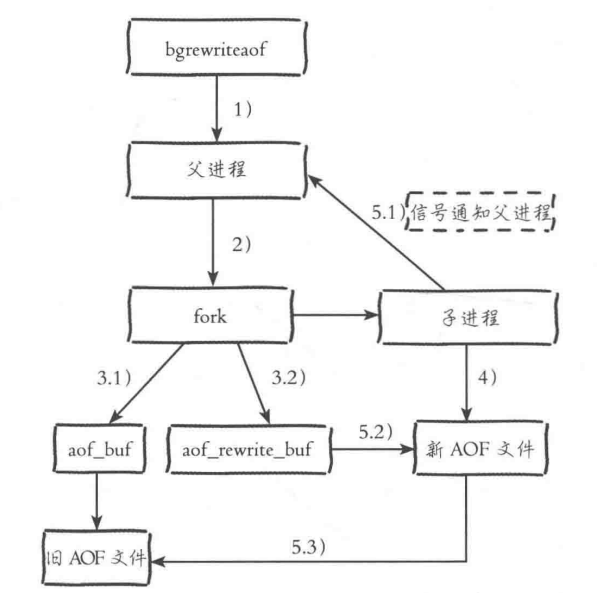 bgrewriteaof
1)
父进程
5.1)
信号通知父进程
2)
fork
子进程
3.1)
3.2)
4)
aof_buf
aof_rewrite_buf
5.2)
新 AOF 文件
旧 AOF 文件
5.3)